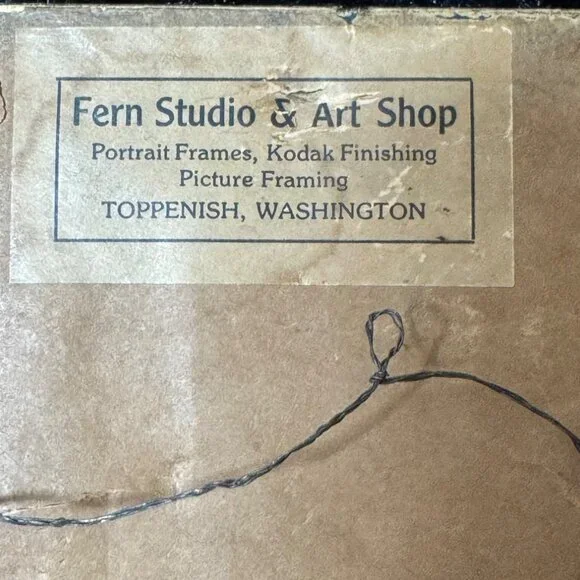 Fern Studio & Art Shop
Portrait Frames, Kodak Finishing
Picture Framing
TOPPENISH, WASHINGTON